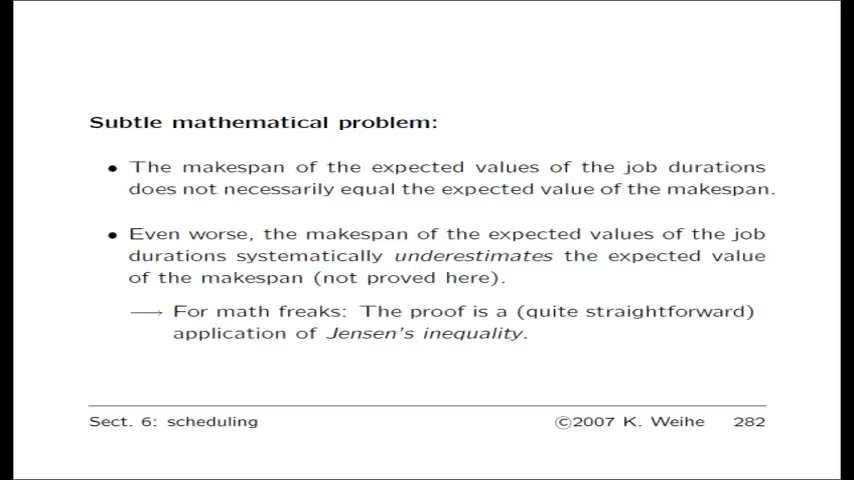 Subtle mathematical problem:
• The makespan of the expected values of the job durations
does not necessarily equal the expected value of the makespan.
• Even worse, the makespan of the expected values of the job
durations systematically underestimates the expected value
of the makespan (not proved here).
⟶ For math freaks: The proof is a (quite straightforward)
application of Jensen's inequality.
Sect. 6: scheduling ©2007 K. Weihe 282